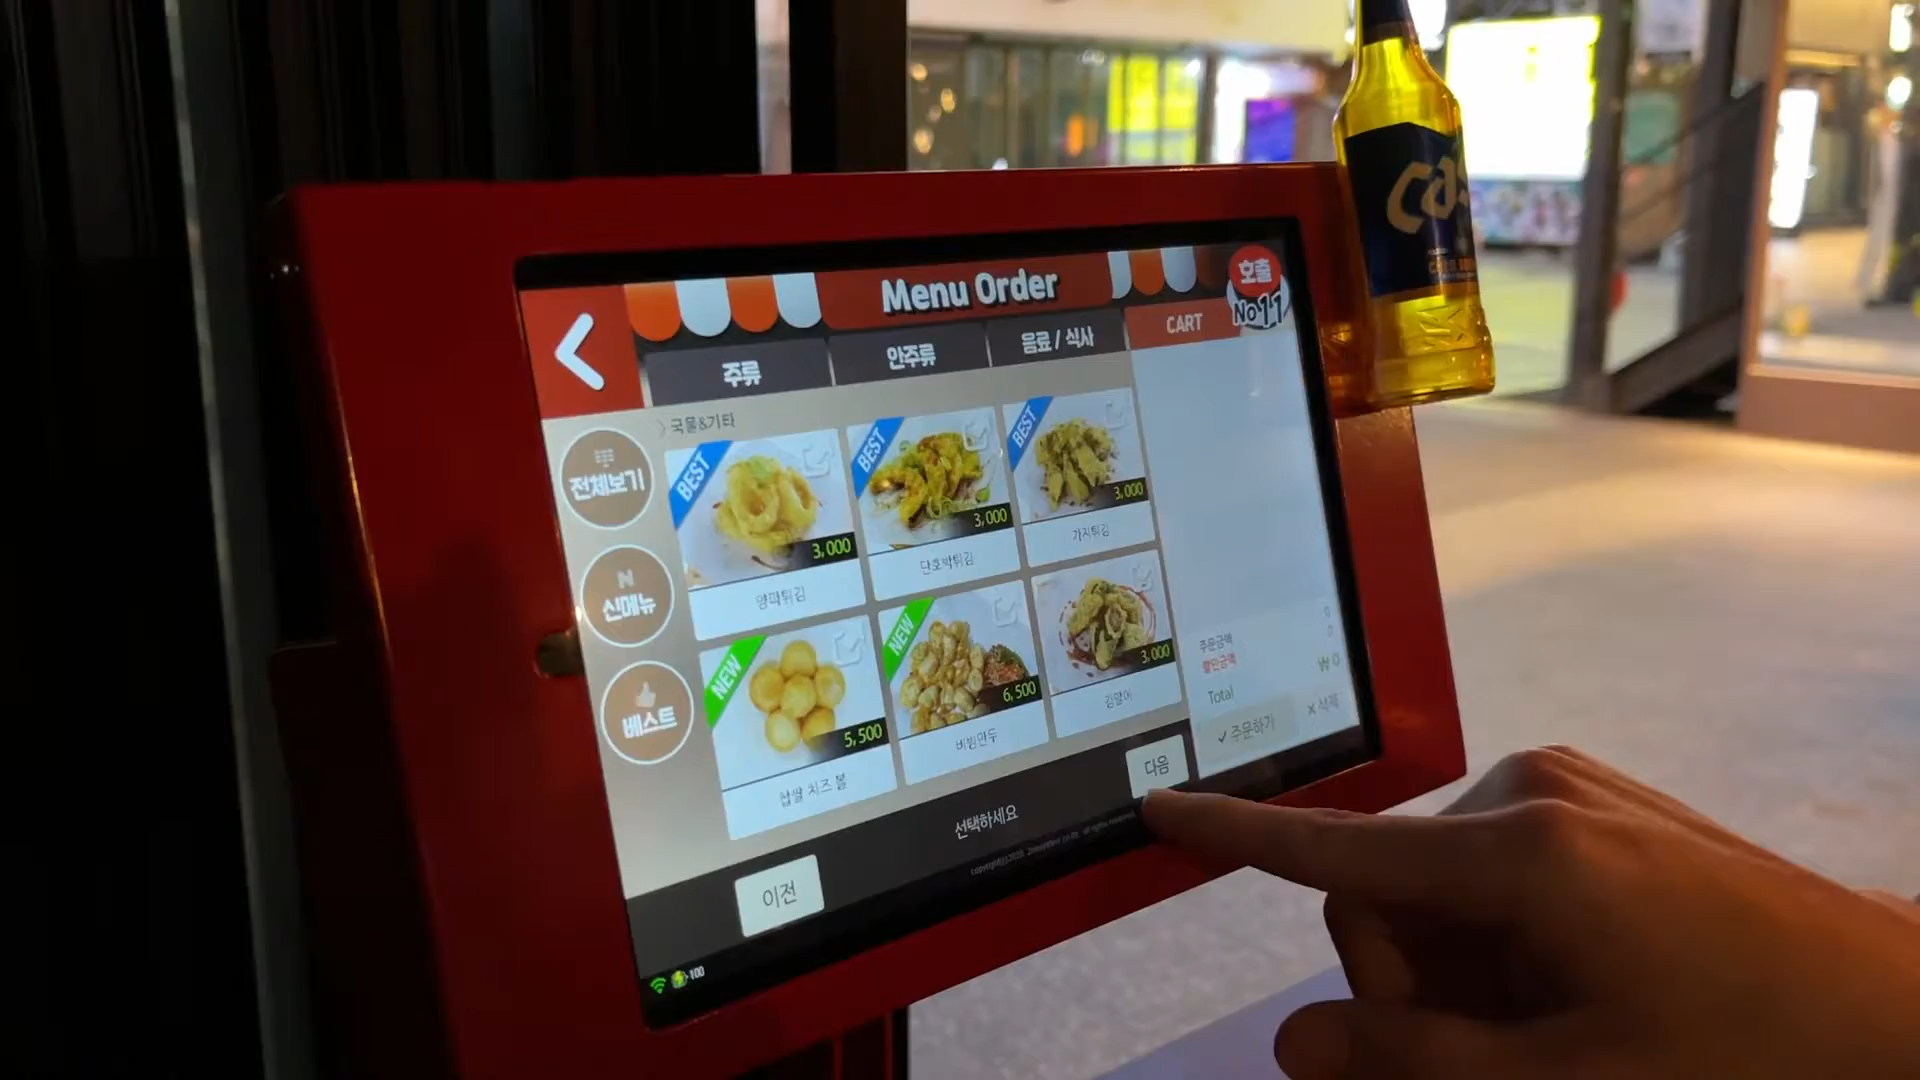 Menu Order
호출
No 11
주류
안주류
음료 / 식사
CART
국물&기타
전체보기
N
신메뉴
베스트
BEST
3,000
양파튀김
BEST
3,000
단호박튀김
BEST
3,000
가지튀김
NEW
5,500
찹쌀 치즈 볼
NEW
6,500
비빔만두
3,000
김말이
주문금액
0
할인금액
0
Total
₩0
주문하기
삭제
이전
선택하세요
다음
100
cass